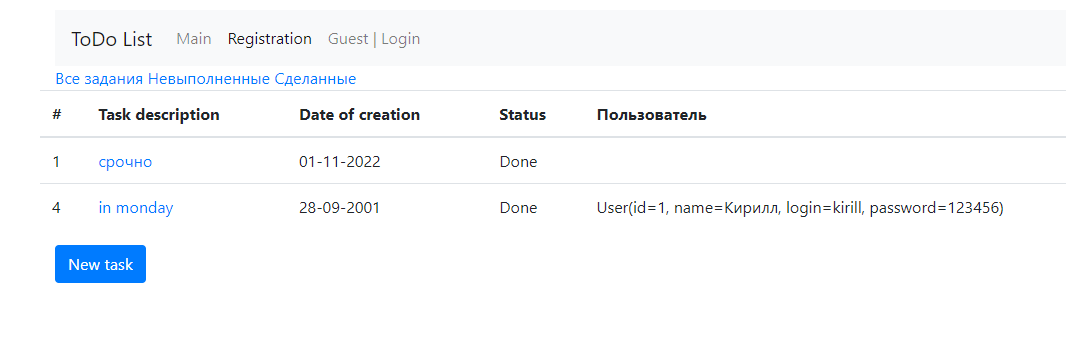 ToDo List Main Registration Guest | Login
Все задания Невыполненные Сделанные
# Task description Date of creation Status Пользователь
1 срочно 01-11-2022 Done
4 in monday 28-09-2001 Done User(id=1, name=Кирилл, login=kirill, password=123456)
New task